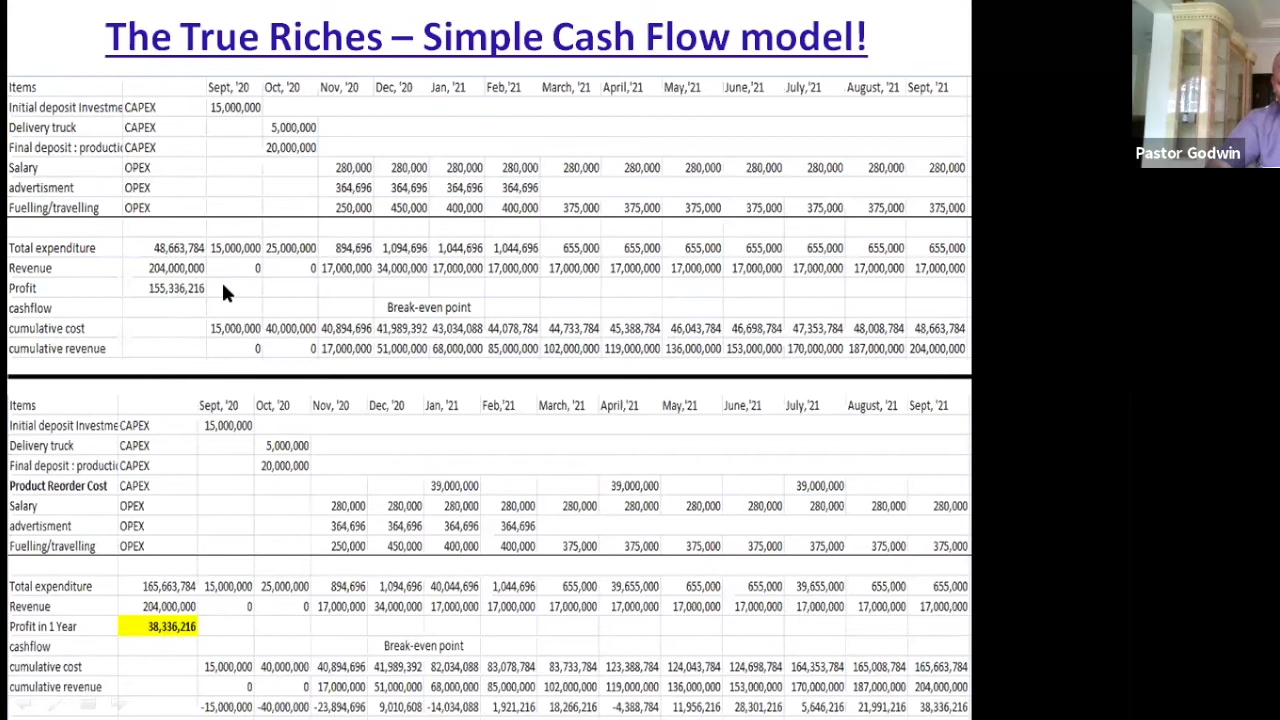 The True Riches – Simple Cash Flow model!
Items Sept, '20 Oct, '20 Nov, '20 Dec, '20 Jan, '21 Feb,'21 March, '21 April,'21 May,'21 June,'21 July,'21 August, '21 Sept, '21
Initial deposit Investme CAPEX 15,000,000
Delivery truck CAPEX 5,000,000
Final deposit : producti CAPEX 20,000,000
Salary OPEX 280,000 280,000 280,000 280,000 280,000 280,000 280,000 280,000 280,000 280,000 280,000
advertisment OPEX 364,696 364,696 364,696 364,696
Fuelling/travelling OPEX 250,000 450,000 400,000 400,000 375,000 375,000 375,000 375,000 375,000 375,000 375,000
Total expenditure 48,663,784 15,000,000 25,000,000 894,696 1,094,696 1,044,696 1,044,696 655,000 655,000 655,000 655,000 655,000 655,000 655,000
Revenue 204,000,000 0 0 17,000,000 34,000,000 17,000,000 17,000,000 17,000,000 17,000,000 17,000,000 17,000,000 17,000,000 17,000,000 17,000,000
Profit 155,336,216
cashflow Break-even point
cumulative cost 15,000,000 40,000,000 40,894,696 41,989,392 43,034,088 44,078,784 44,733,784 45,388,784 46,043,784 46,698,784 47,353,784 48,008,784 48,663,784
cumulative revenue 0 0 17,000,000 51,000,000 68,000,000 85,000,000 102,000,000 119,000,000 136,000,000 153,000,000 170,000,000 187,000,000 204,000,000
Items Sept, '20 Oct, '20 Nov, '20 Dec, '20 Jan, '21 Feb,'21 March, '21 April,'21 May,'21 June,'21 July,'21 August, '21 Sept, '21
Initial deposit Investme CAPEX 15,000,000
Delivery truck CAPEX 5,000,000
Final deposit : producti CAPEX 20,000,000
Product Reorder Cost CAPEX 39,000,000 39,000,000 39,000,000
Salary OPEX 280,000 280,000 280,000 280,000 280,000 280,000 280,000 280,000 280,000 280,000 280,000
advertisment OPEX 364,696 364,696 364,696 364,696
Fuelling/travelling OPEX 250,000 450,000 400,000 400,000 375,000 375,000 375,000 375,000 375,000 375,000 375,000
Total expenditure 165,663,784 15,000,000 25,000,000 894,696 1,094,696 40,044,696 1,044,696 655,000 39,655,000 655,000 655,000 39,655,000 655,000 655,000
Revenue 204,000,000 0 0 17,000,000 34,000,000 17,000,000 17,000,000 17,000,000 17,000,000 17,000,000 17,000,000 17,000,000 17,000,000 17,000,000
Profit in 1 Year 38,336,216
cashflow Break-even point
cumulative cost 15,000,000 40,000,000 40,894,696 41,989,392 82,034,088 83,078,784 83,733,784 123,388,784 124,043,784 124,698,784 164,353,784 165,008,784 165,663,784
cumulative revenue 0 0 17,000,000 51,000,000 68,000,000 85,000,000 102,000,000 119,000,000 136,000,000 153,000,000 170,000,000 187,000,000 204,000,000
-15,000,000 -40,000,000 -23,894,696 9,010,608 -14,034,088 1,921,216 18,266,216 -4,388,784 11,956,216 28,301,216 5,646,216 21,991,216 38,336,216
Pastor Godwin